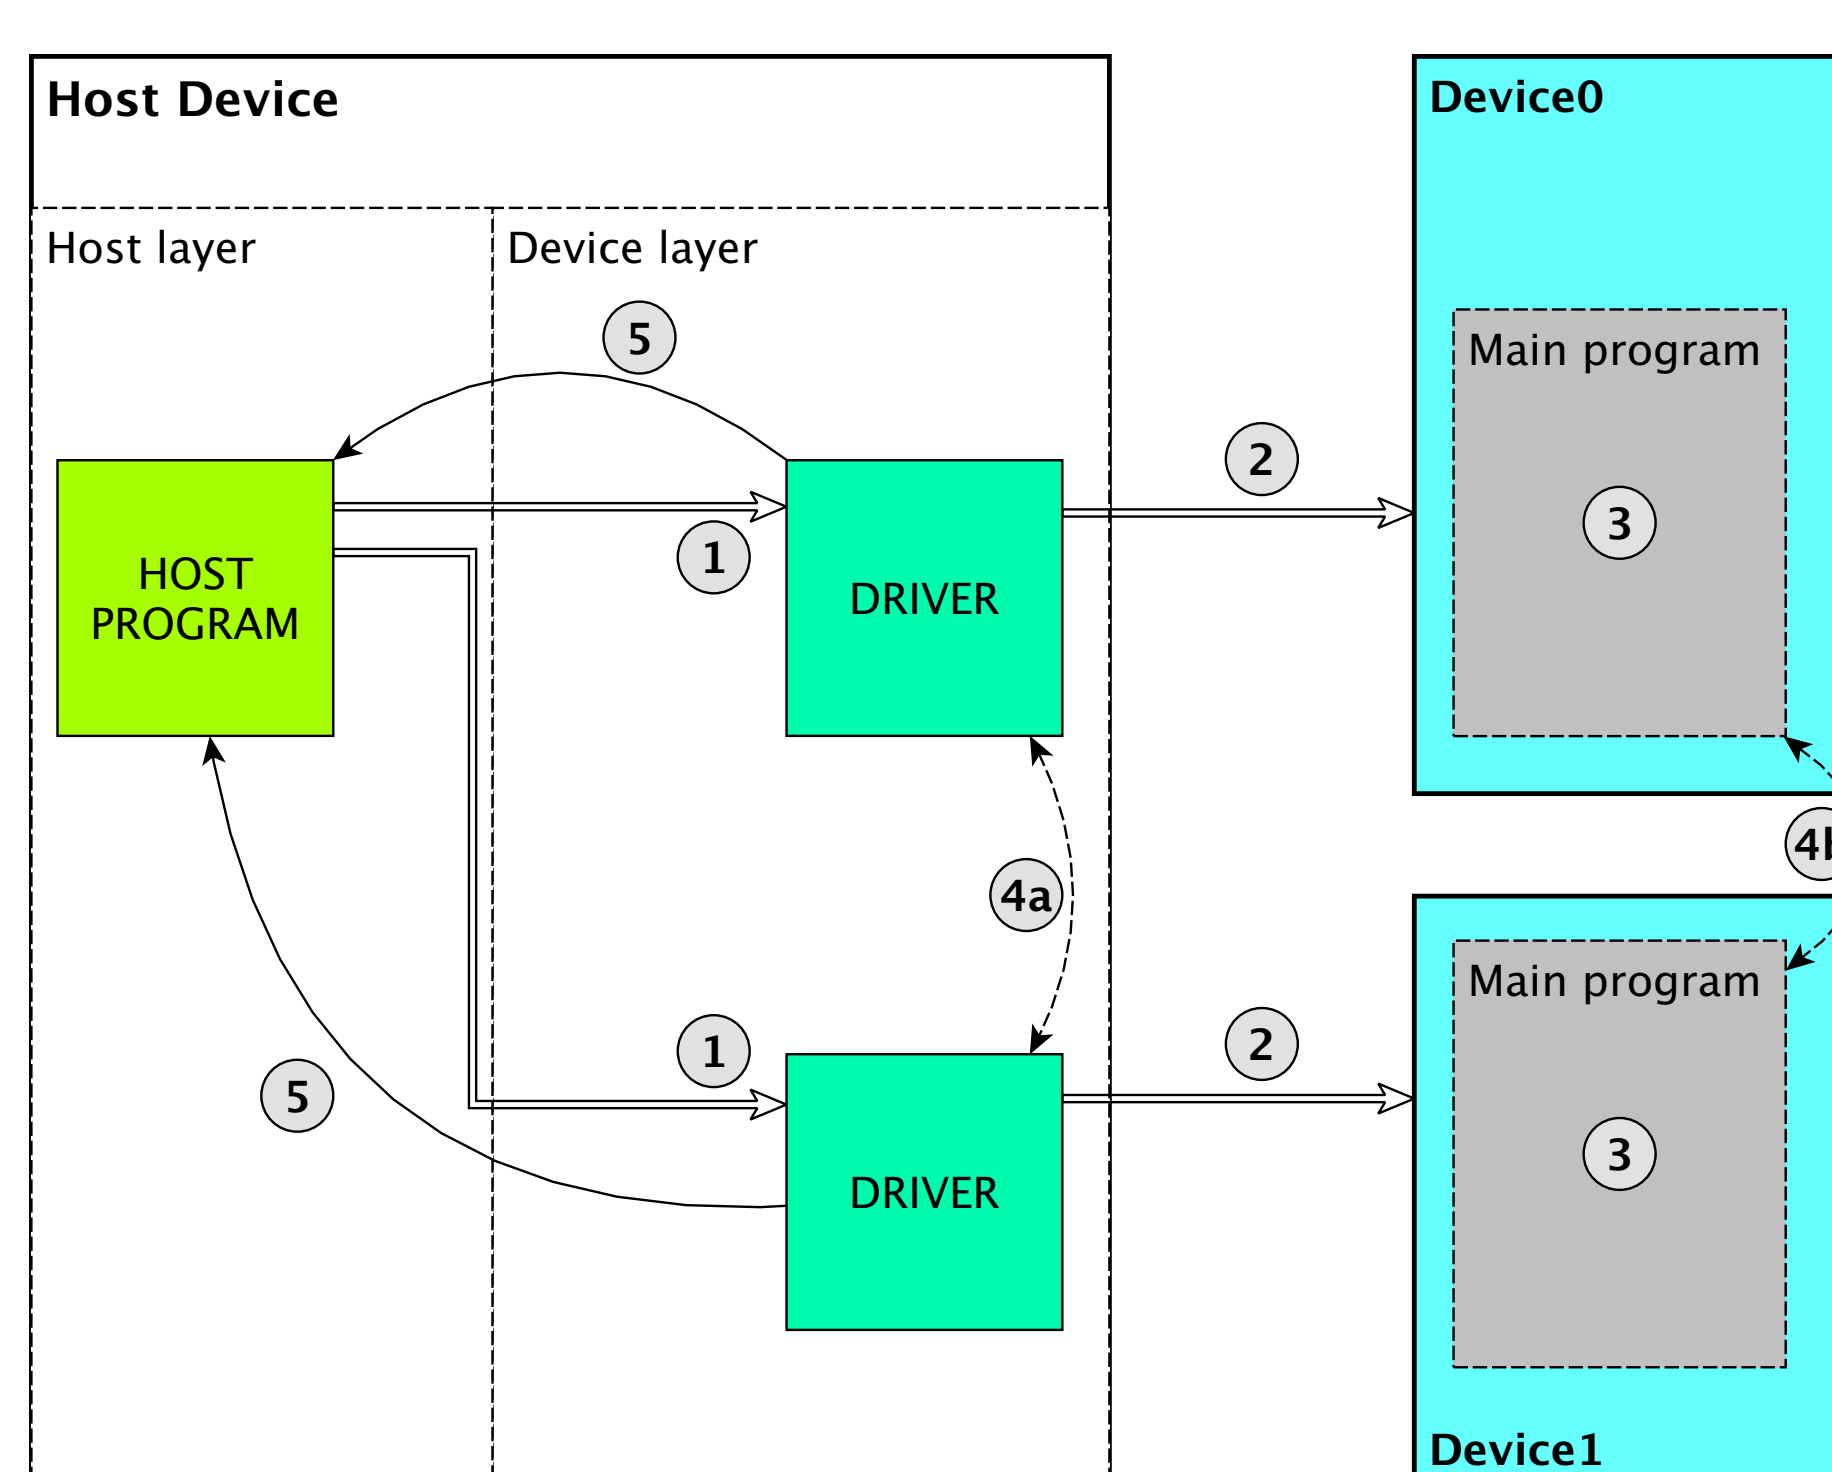 Host Device
Device0
Host layer
Device layer
5
Main program
2
3
1
HOST
PROGRAM
DRIVER
4a
Main program
1
2
5
3
DRIVER
Device1